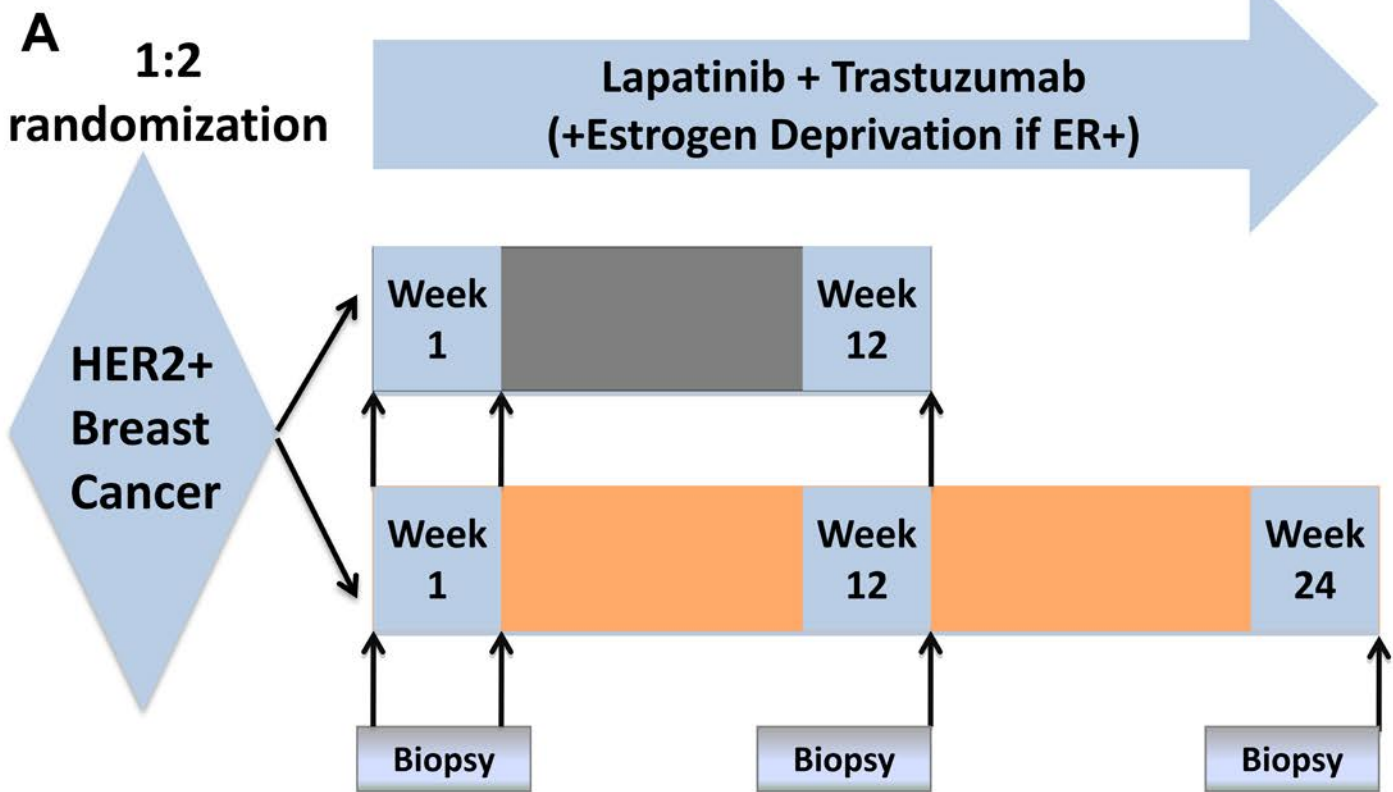 A
1:2
randomization
Lapatinib + Trastuzumab
(+Estrogen Deprivation if ER+)
HER2+
Breast
Cancer
Week
1
Week
12
Week
1
Week
12
Week
24
Biopsy
Biopsy
Biopsy